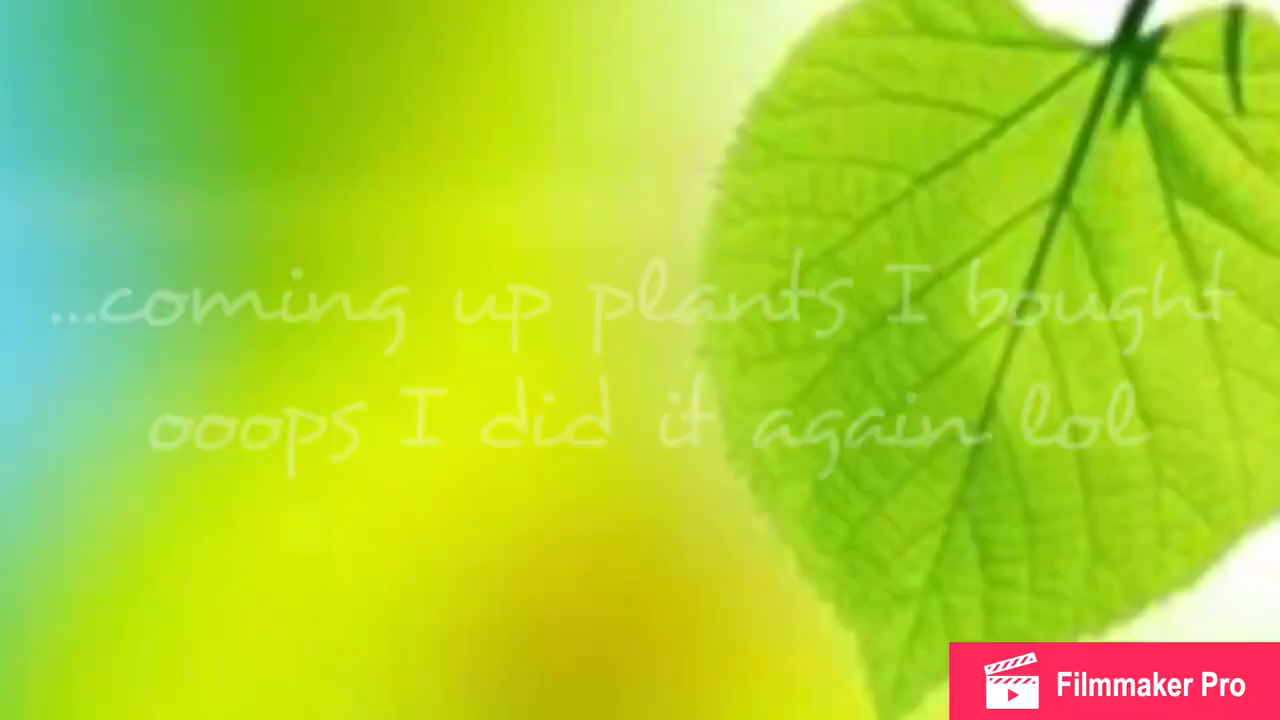 ...coming up plants I bought
ooops I did it again lol
Filmmaker Pro